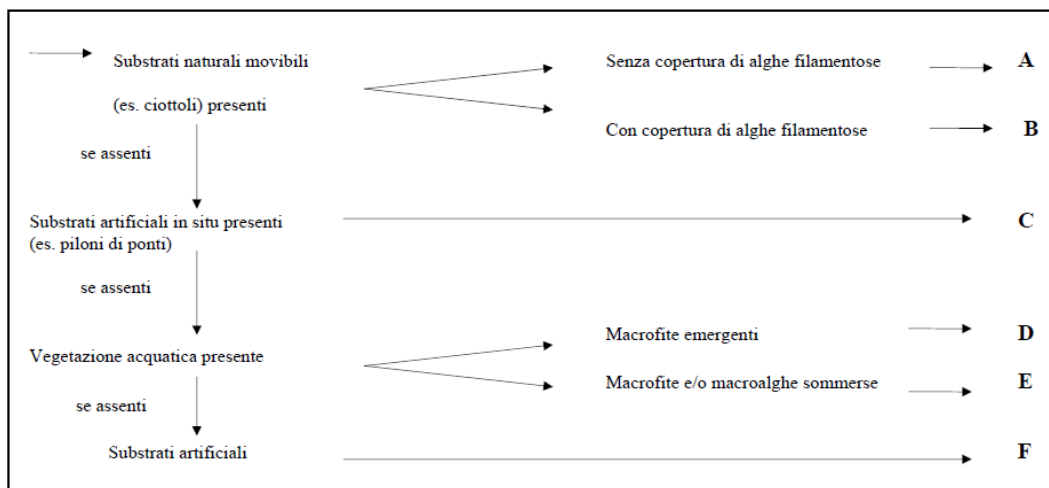 Substrati naturali movibili
(es. ciottoli) presenti
Senza copertura di alghe filamentose
A
Con copertura di alghe filamentose
B
se assenti
Substrati artificiali in situ presenti
(es. piloni di ponti)
C
se assenti
Vegetazione acquatica presente
Macrofite emergenti
D
Macrofite e/o macroalghe sommerse
E
se assenti
Substrati artificiali
F